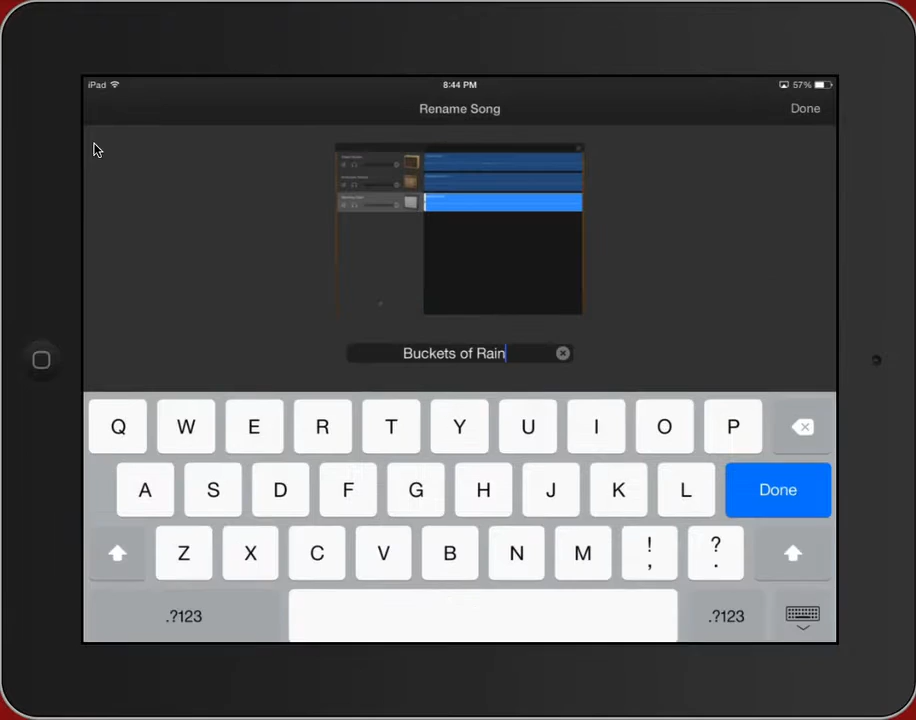 iPad 8:44 PM 57%
Rename Song Done
Buckets of Rain
Q W E R T Y U I O P
A S D F G H J K L Done
Z X C V B N M ! , ? .
.?123 .?123